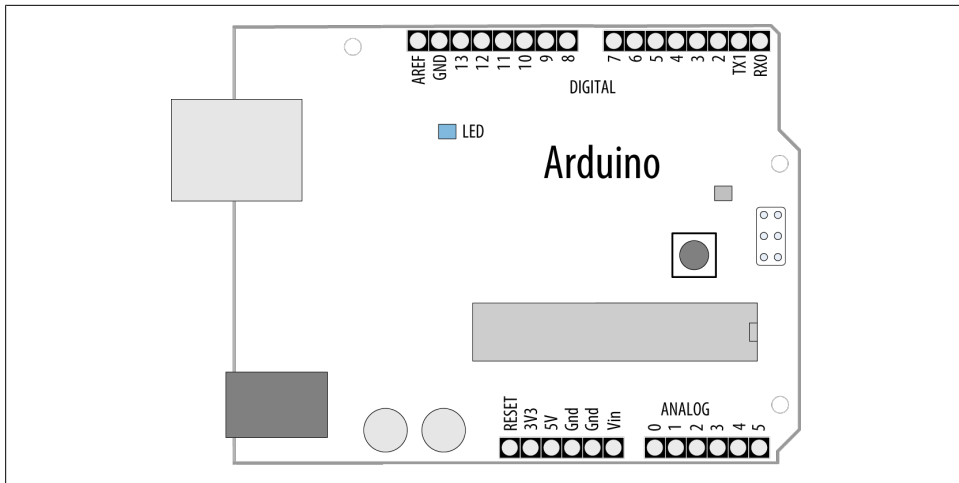 AREF GND 13 12 11 10 9 8 7 6 5 4 3 2 TX1 RX0
DIGITAL
LED
Arduino
RESET 3V3 5V Gnd Gnd Vin
ANALOG
0 1 2 3 4 5